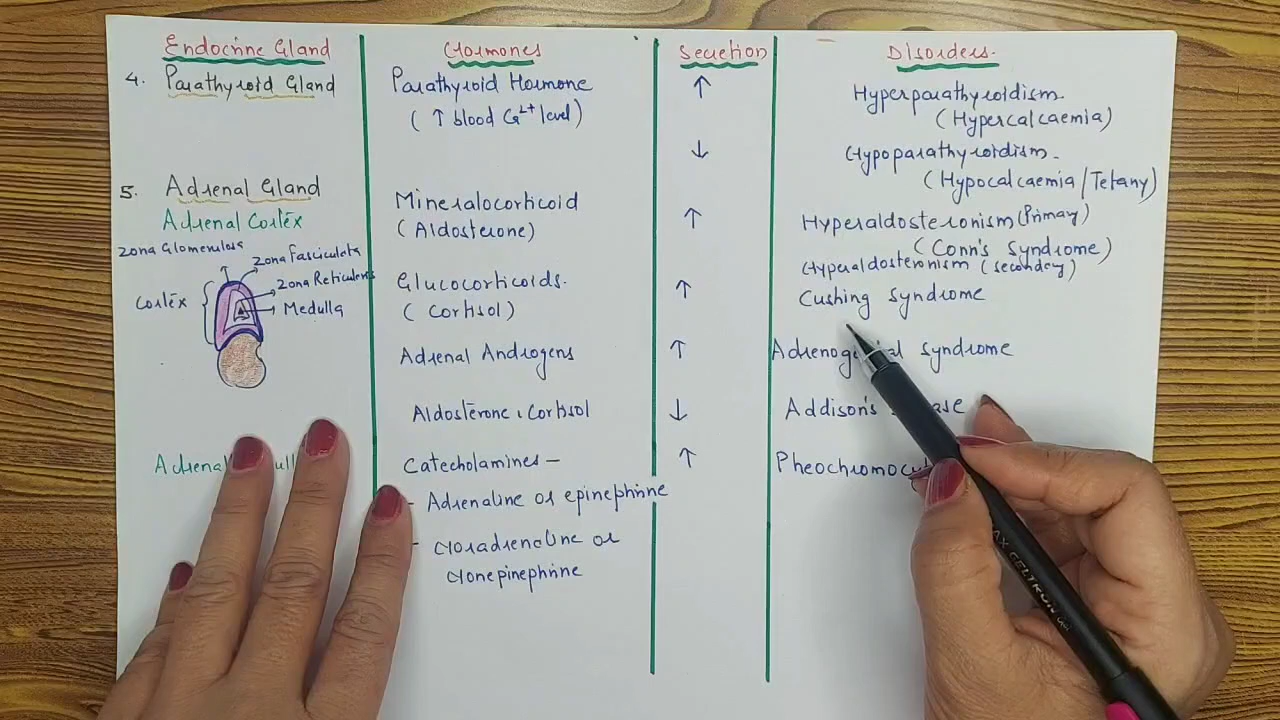 Endocrine Gland Hormones Secretion Disorders.
4. Parathyroid Gland Parathyroid Hormone ↑ Hyperparathyroidism.
( ↑ blood Ca2+ level) (Hypercalcaemia)
↓ Hypoparathyroidism.
(Hypocalcaemia/Tetany)
5. Adrenal Gland Mineralocorticoid
Adrenal Cortex (Aldosterone) ↑ Hyperaldosteronism (Primary)
(Conn's Syndrome)
Zona Glomerulosa Zona Fasciculata Hyperaldosteronism (Secondary)
Zona Reticularis Glucocorticoids. ↑ Cushing Syndrome
Cortex Medulla (Cortisol)
Adrenal Androgens ↑ Syndrome
Aldosterone, Cortisol ↓ Addison's
Adrenal Catecholamines – ↑
- Adrenaline or epinephrine
- Noradrenaline or
Norepinephrine